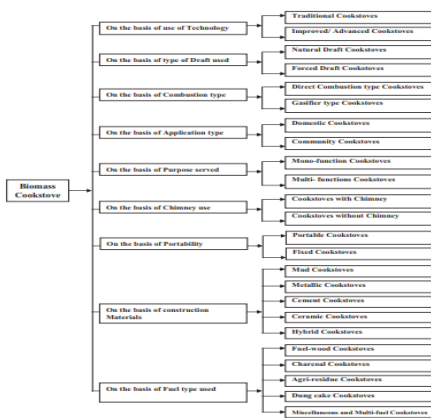 Biomass
Cookstove
On the basis of use of Technology
Traditional Cookstoves
Improved/ Advanced Cookstoves
On the basis of type of Draft used
Natural Draft Cookstoves
Forced Draft Cookstoves
On the basis of Combustion type
Direct Combustion type Cookstoves
Gasifier type Cookstoves
On the basis of Application type
Domestic Cookstoves
Community Cookstoves
On the basis of Purpose served
Mono-function Cookstoves
Multi- functions Cookstoves
On the basis of Chimney use
Cookstoves with Chimney
Cookstoves without Chimney
On the basis of Portability
Portable Cookstoves
Fixed Cookstoves
On the basis of construction
Materials
Mud Cookstoves
Metallic Cookstoves
Cement Cookstoves
Ceramic Cookstoves
Hybrid Cookstoves
On the basis of Fuel type used
Fuel-wood Cookstoves
Charcoal Cookstoves
Agri-residue Cookstoves
Dung cake Cookstoves
Miscellaneous and Multi-fuel Cookstoves